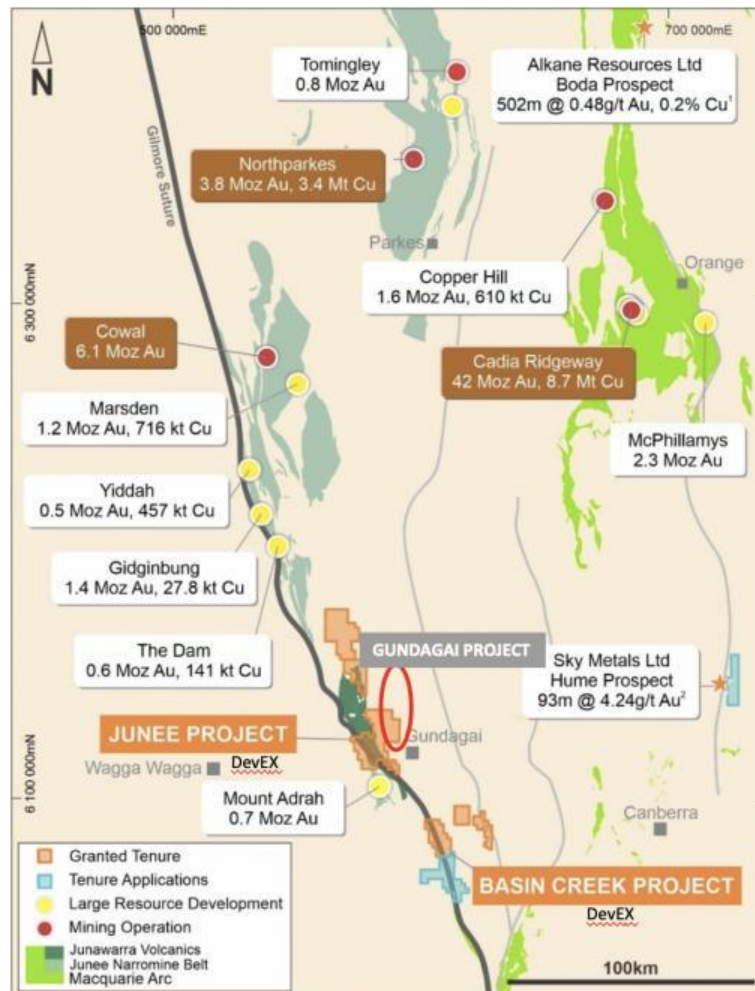 500 000mE
700 000mE
N
Tomingley
0.8 Moz Au
Alkane Resources Ltd
Boda Prospect
502m @ 0.48g/t Au, 0.2% Cu¹
Gilmore Suture
Northparkes
3.8 Moz Au, 3.4 Mt Cu
Parkes
Copper Hill
1.6 Moz Au, 610 kt Cu
Orange
6 300 000mN
Cowal
6.1 Moz Au
Cadia Ridgeway
42 Moz Au, 8.7 Mt Cu
Marsden
1.2 Moz Au, 716 kt Cu
McPhillamys
2.3 Moz Au
Yiddah
0.5 Moz Au, 457 kt Cu
Gidginbung
1.4 Moz Au, 27.8 kt Cu
The Dam
0.6 Moz Au, 141 kt Cu
GUNDAGAI PROJECT
Sky Metals Ltd
Hume Prospect
93m @ 4.24g/t Au²
JUNEE PROJECT
Gundagai
Wagga Wagga
DevEX
6 100 000mN
Mount Adrah
0.7 Moz Au
Canberra
Granted Tenure
Tenure Applications
Large Resource Development
Mining Operation
Junawarra Volcanics
Junee Narromine Belt
Macquarie Arc
BASIN CREEK PROJECT
DevEX
100km